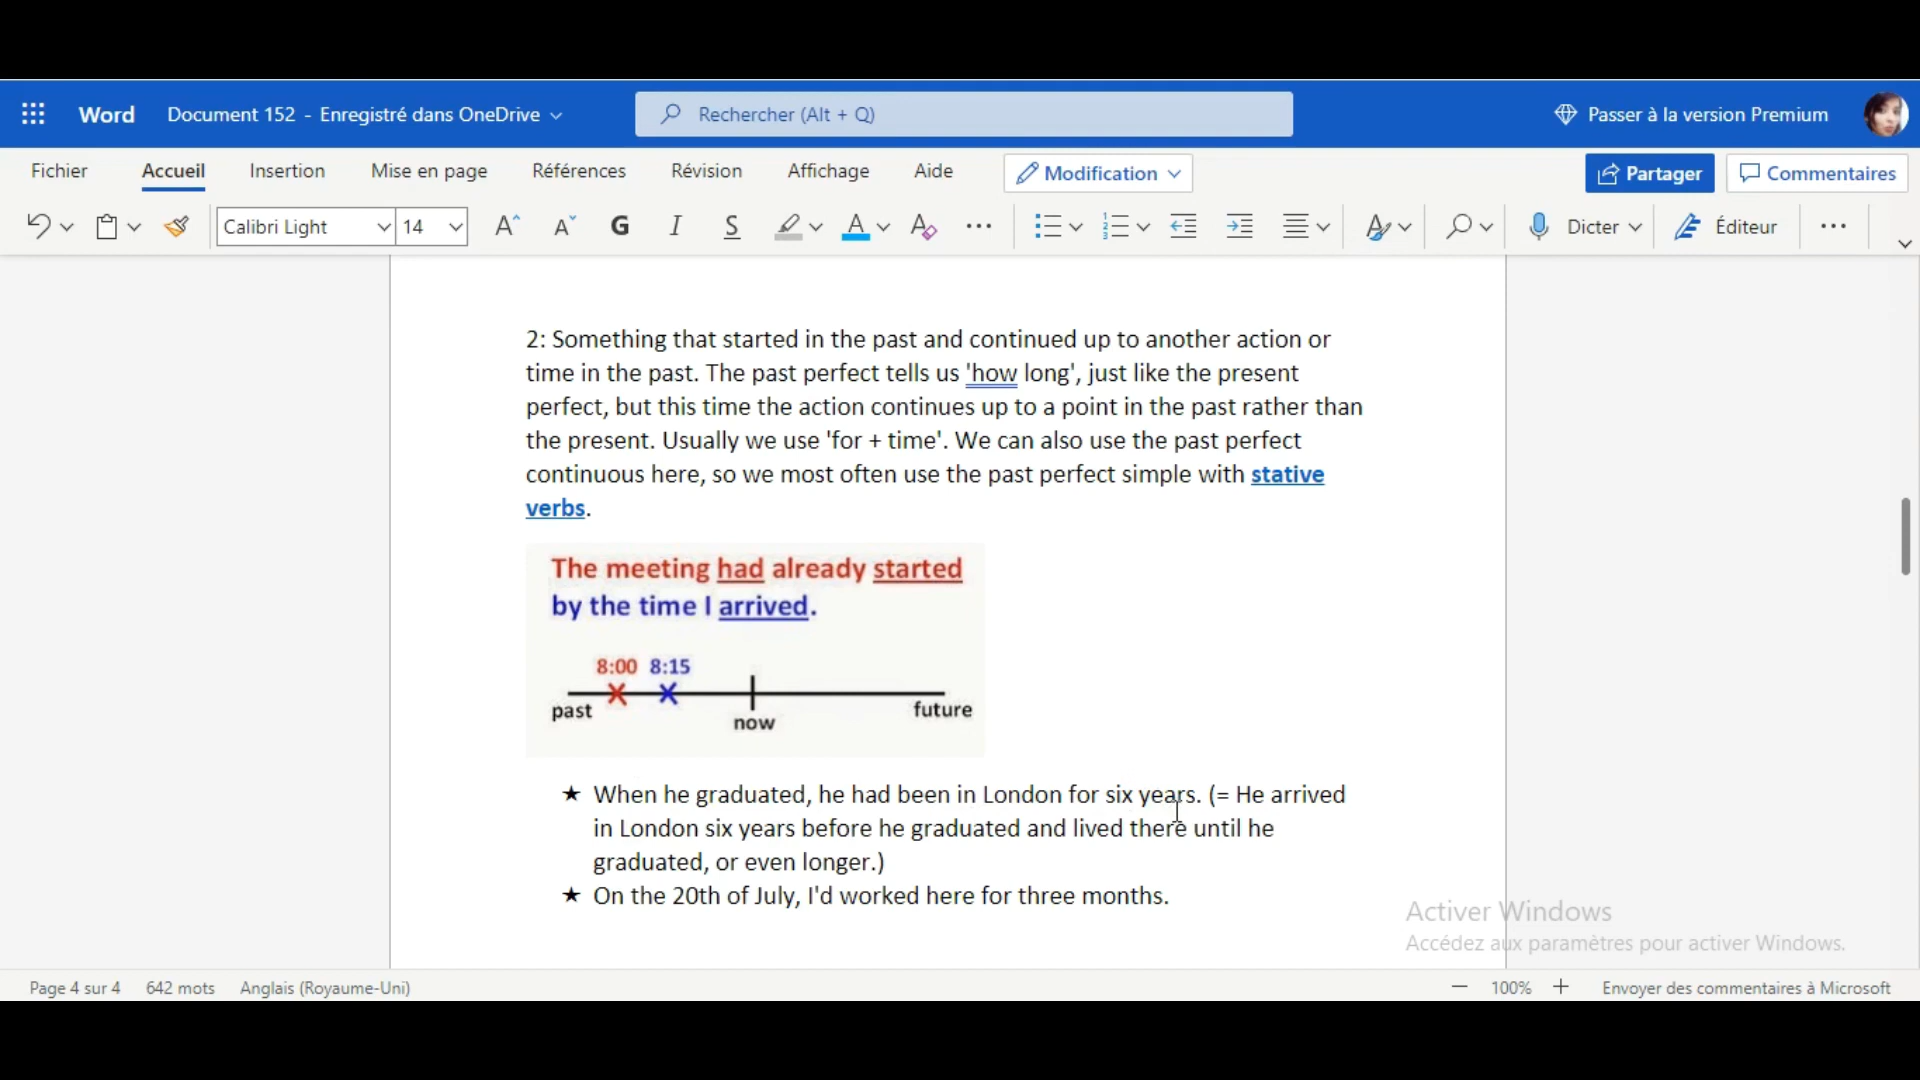 Word Document 152 - Enregistré dans OneDrive Rechercher (Alt + Q) Passer à la version Premium
Fichier Accueil Insertion Mise en page Références Révision Affichage Aide Modification Partager Commentaires
Calibri Light 14 A A G I S A A Dicter Éditeur
2: Something that started in the past and continued up to another action or
time in the past. The past perfect tells us 'how long', just like the present
perfect, but this time the action continues up to a point in the past rather than
the present. Usually we use 'for + time'. We can also use the past perfect
continuous here, so we most often use the past perfect simple with stative
verbs.
The meeting had already started
by the time I arrived.
8:00 8:15
past now future
★ When he graduated, he had been in London for six years. (= He arrived
in London six years before he graduated and lived there until he
graduated, or even longer.)
★ On the 20th of July, I'd worked here for three months.
Activer Windows
Accédez aux paramètres pour activer Windows.
Page 4 sur 4 642 mots Anglais (Royaume-Uni) 100% Envoyer des commentaires à Microsoft